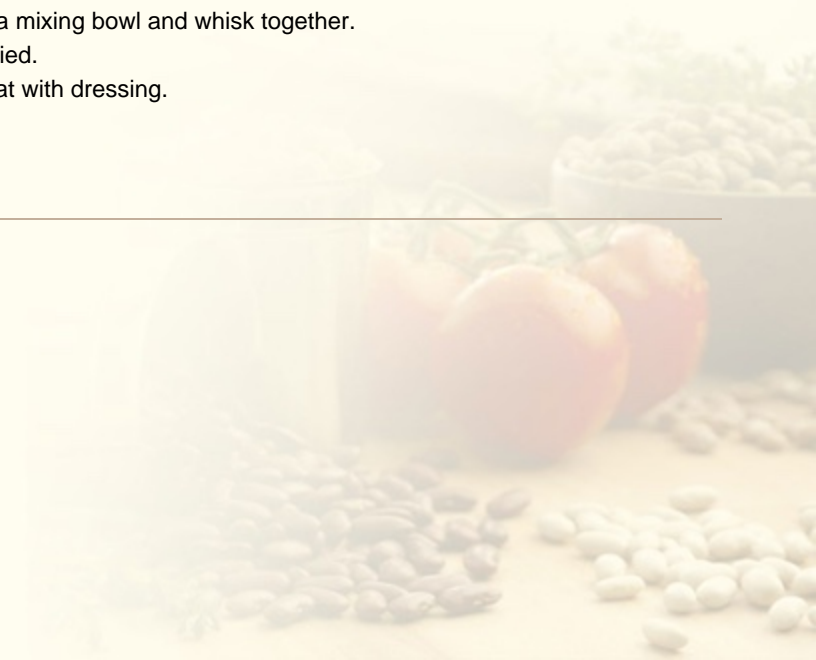 a mixing bowl and whisk together.
ied.
at with dressing.